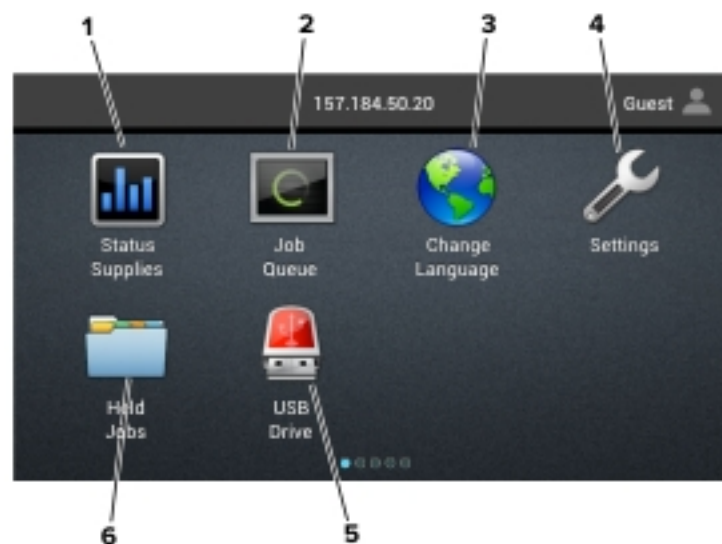 1 2 3 4
157.184.50.20 Guest
Status Supplies
Job Queue
Change Language
Settings
Held Jobs
USB Drive
6 5